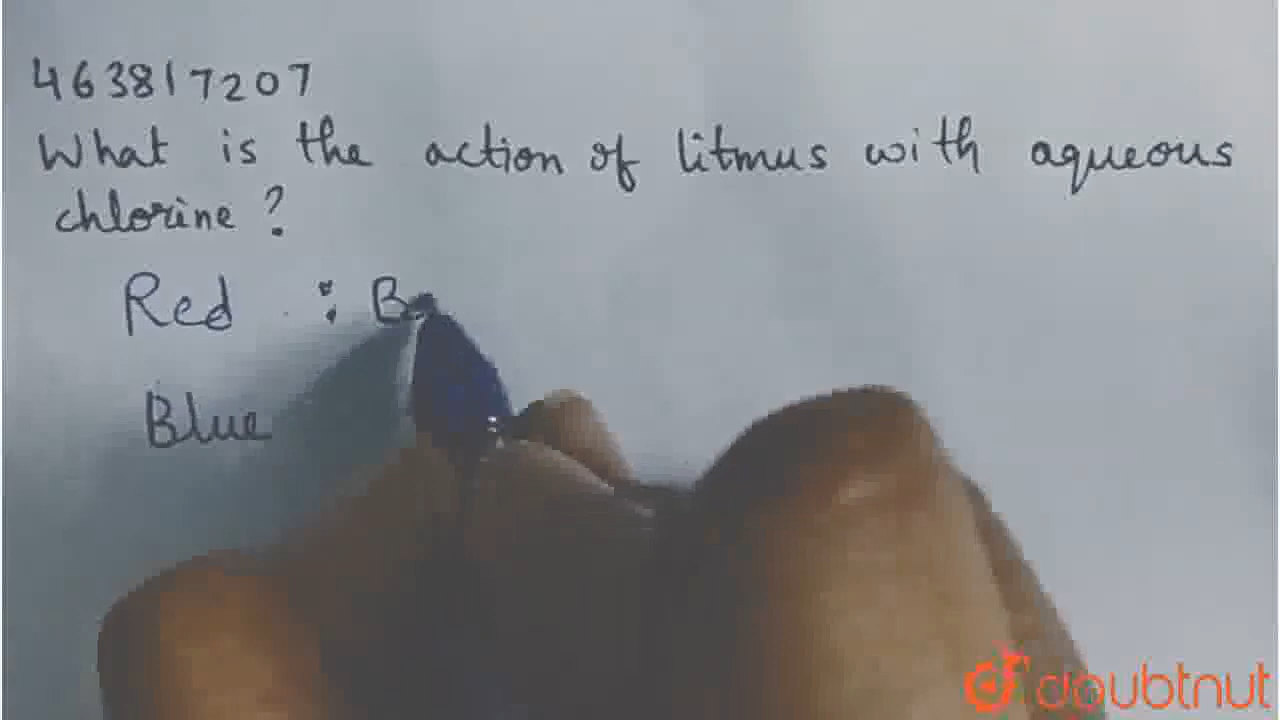 463817207
What is the action of litmus with aqueous
chlorine?
Red : B
Blue
doubtnut